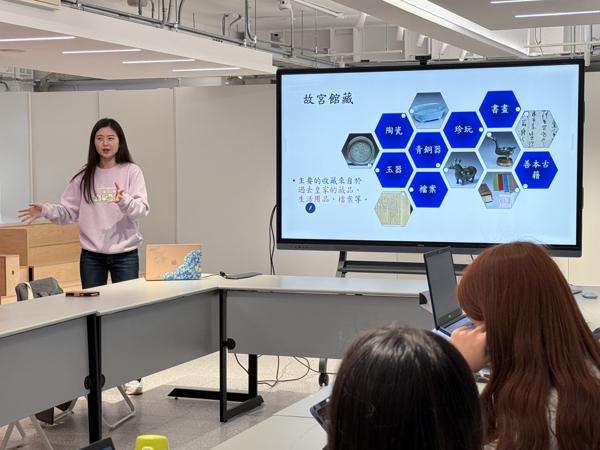 故宮館藏
書畫
陶瓷
珍玩
青銅器
善本古
籍
玉器
檔案
• 主要的收藏來自於
過去皇家的藏品、
生活用品、檔案等。